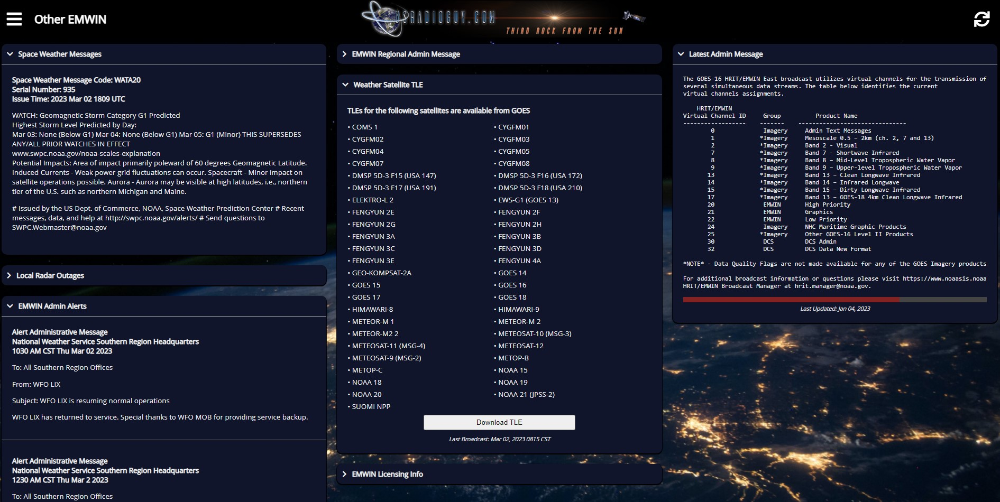 Other EMWIN
SRADIOGUY.COM
THIRD ROCK FROM THE SUN
Space Weather Messages
Space Weather Message Code: WATA20
Serial Number: 935
Issue Time: 2023 Mar 02 1809 UTC
WATCH: Geomagnetic Storm Category G1 Predicted
Highest Storm Level Predicted by Day:
Mar 03: None (Below G1) Mar 04: None (Below G1) Mar 05: G1 (Minor) THIS SUPERSEDES
ANY/ALL PRIOR WATCHES IN EFFECT
www.swpc.noaa.gov/noaa-scales-explanation
Potential Impacts: Area of impact primarily poleward of 60 degrees Geomagnetic Latitude.
Induced Currents - Weak power grid fluctuations can occur. Spacecraft - Minor impact on
satellite operations possible. Aurora - Aurora may be visible at high latitudes, i.e., northern
tier of the U.S. such as northern Michigan and Maine.
# Issued by the US Dept. of Commerce, NOAA, Space Weather Prediction Center # Recent
messages, data, and help at http://swpc.noaa.gov/alerts/ # Send questions to
SWPC.Webmaster@noaa.gov
Local Radar Outages
EMWIN Admin Alerts
Alert Administrative Message
National Weather Service Southern Region Headquarters
1030 AM CST Thu Mar 02 2023
To: All Southern Region Offices
From: WFO LIX
Subject: WFO LIX is resuming normal operations
WFO LIX has returned to service. Special thanks to WFO MOB for providing service backup.
Alert Administrative Message
National Weather Service Southern Region Headquarters
1230 AM CST Thu Mar 2 2023
To: All Southern Region Offices
EMWIN Regional Admin Message
Weather Satellite TLE
TLEs for the following satellites are available from GOES
• COMS 1 • CYGFM01
• CYGFM02 • CYGFM03
• CYGFM04 • CYGFM05
• CYGFM07 • CYGFM08
• DMSP 5D-3 F15 (USA 147) • DMSP 5D-3 F16 (USA 172)
• DMSP 5D-3 F17 (USA 191) • DMSP 5D-3 F18 (USA 210)
• ELEKTRO-L 2 • EWS-G1 (GOES 13)
• FENGYUN 2E • FENGYUN 2F
• FENGYUN 2G • FENGYUN 2H
• FENGYUN 3A • FENGYUN 3B
• FENGYUN 3C • FENGYUN 3D
• FENGYUN 3E • FENGYUN 4A
• GEO-KOMPSAT-2A • GOES 14
• GOES 15 • GOES 16
• GOES 17 • GOES 18
• HIMAWARI-8 • HIMAWARI-9
• METEOR-M 1 • METEOR-M 2
• METEOR-M2 2 • METEOSAT-10 (MSG-3)
• METEOSAT-11 (MSG-4) • METEOSAT-12
• METEOSAT-9 (MSG-2) • METOP-B
• METOP-C • NOAA 15
• NOAA 18 • NOAA 19
• NOAA 20 • NOAA 21 (JPSS-2)
• SUOMI NPP
Download TLE
Last Broadcast: Mar 02, 2023 0815 CST
EMWIN Licensing Info
Latest Admin Message
The GOES-16 HRIT/EMWIN East broadcast utilizes virtual channels for the transmission of
several simultaneous data streams. The table below identifies the current
virtual channels assignments.
HRIT/EMWIN
Virtual Channel ID Group Product Name
------------------ ------- -------------------------------
0 Imagery Admin Text Messages
1 *Imagery Mesoscale 0.5 – 2km (ch. 2, 7 and 13)
2 *Imagery Band 2 - Visual
7 *Imagery Band 7 - Shortwave Infrared
8 *Imagery Band 8 – Mid-Level Tropospheric Water Vapor
9 *Imagery Band 9 – Upper-level Tropospheric Water Vapor
13 *Imagery Band 13 – Clean Longwave Infrared
14 *Imagery Band 14 – Infrared Longwave
15 *Imagery Band 15 – Dirty Longwave Infrared
17 *Imagery Band 13 – GOES-18 4km Clean Longwave Infrared
20 EMWIN High Priority
21 EMWIN Graphics
22 EMWIN Low Priority
24 Imagery NHC Maritime Graphic Products
25 *Imagery Other GOES-16 Level II Products
30 DCS DCS Admin
32 DCS DCS Data New Format
*NOTE* - Data Quality Flags are not made available for any of the GOES Imagery products
For additional broadcast information or questions please visit https://www.noaasis.noaa
HRIT/EMWIN Broadcast Manager at hrit.manager@noaa.gov.
Last Updated: Jan 04, 2023